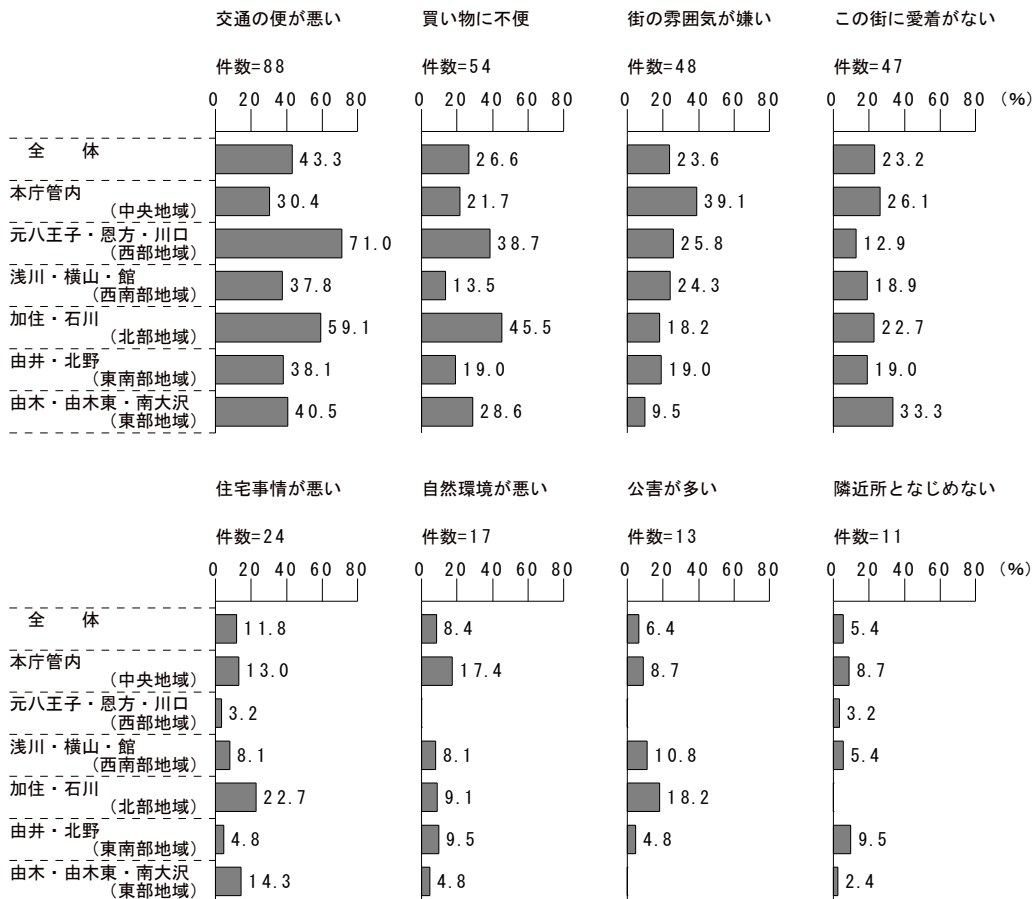 交通の便が悪い 買い物に不便 街の雰囲気が嫌い この街に愛着がない
件数=88 件数=54 件数=48 件数=47
0 20 40 60 80 0 20 40 60 80 0 20 40 60 80 0 20 40 60 80 (%)
全　体 43.3 26.6 23.6 23.2
本庁管内
(中央地域) 30.4 21.7 39.1 26.1
元八王子・恩方・川口
(西部地域) 71.0 38.7 25.8 12.9
浅川・横山・館
(西南部地域) 37.8 13.5 24.3 18.9
加住・石川
(北部地域) 59.1 45.5 18.2 22.7
由井・北野
(東南部地域) 38.1 19.0 19.0 19.0
由木・由木東・南大沢
(東部地域) 40.5 28.6 9.5 33.3
住宅事情が悪い 自然環境が悪い 公害が多い 隣近所となじめない
件数=24 件数=17 件数=13 件数=11
0 20 40 60 80 0 20 40 60 80 0 20 40 60 80 0 20 40 60 80 (%)
全　体 11.8 8.4 6.4 5.4
本庁管内
(中央地域) 13.0 17.4 8.7 8.7
元八王子・恩方・川口
(西部地域) 3.2 3.2
浅川・横山・館
(西南部地域) 8.1 8.1 10.8 5.4
加住・石川
(北部地域) 22.7 9.1 18.2
由井・北野
(東南部地域) 4.8 9.5 4.8 9.5
由木・由木東・南大沢
(東部地域) 14.3 4.8 2.4